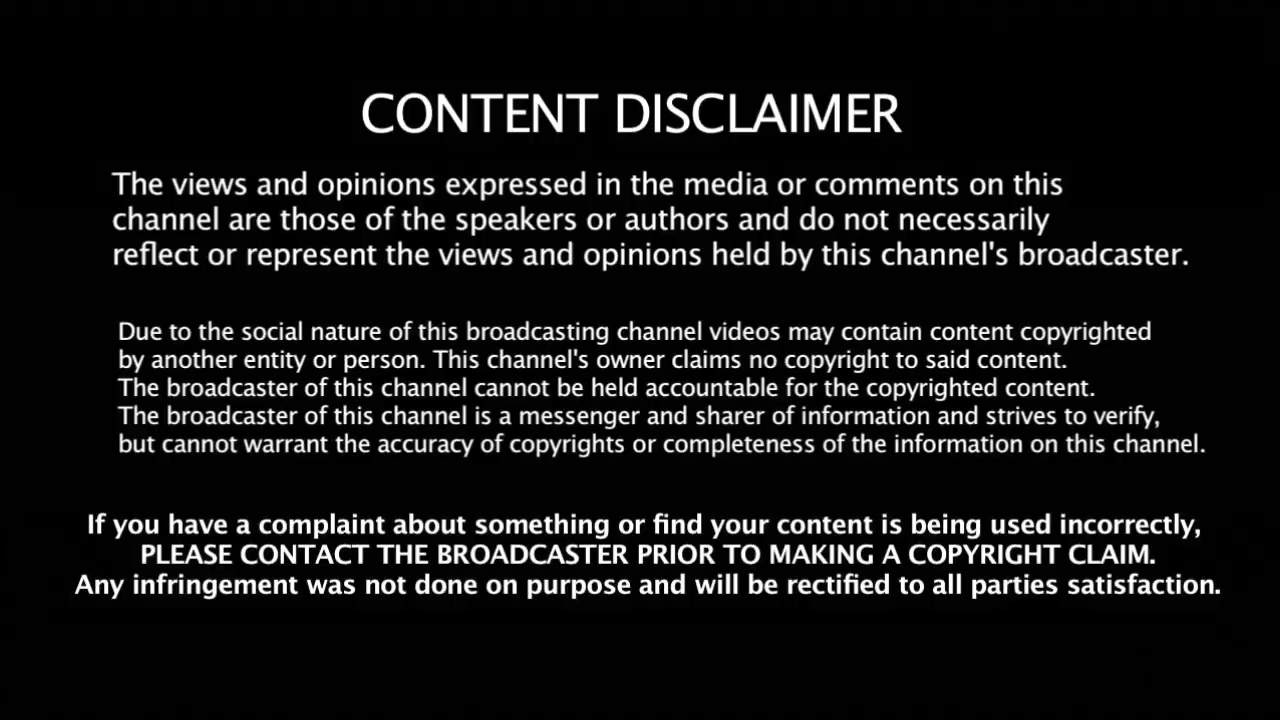 CONTENT DISCLAIMER
The views and opinions expressed in the media or comments on this
channel are those of the speakers or authors and do not necessarily
reflect or represent the views and opinions held by this channel's broadcaster.
Due to the social nature of this broadcasting channel videos may contain content copyrighted
by another entity or person. This channel's owner claims no copyright to said content.
The broadcaster of this channel cannot be held accountable for the copyrighted content.
The broadcaster of this channel is a messenger and sharer of information and strives to verify,
but cannot warrant the accuracy of copyrights or completeness of the information on this channel.
If you have a complaint about something or find your content is being used incorrectly,
PLEASE CONTACT THE BROADCASTER PRIOR TO MAKING A COPYRIGHT CLAIM.
Any infringement was not done on purpose and will be rectified to all parties satisfaction.